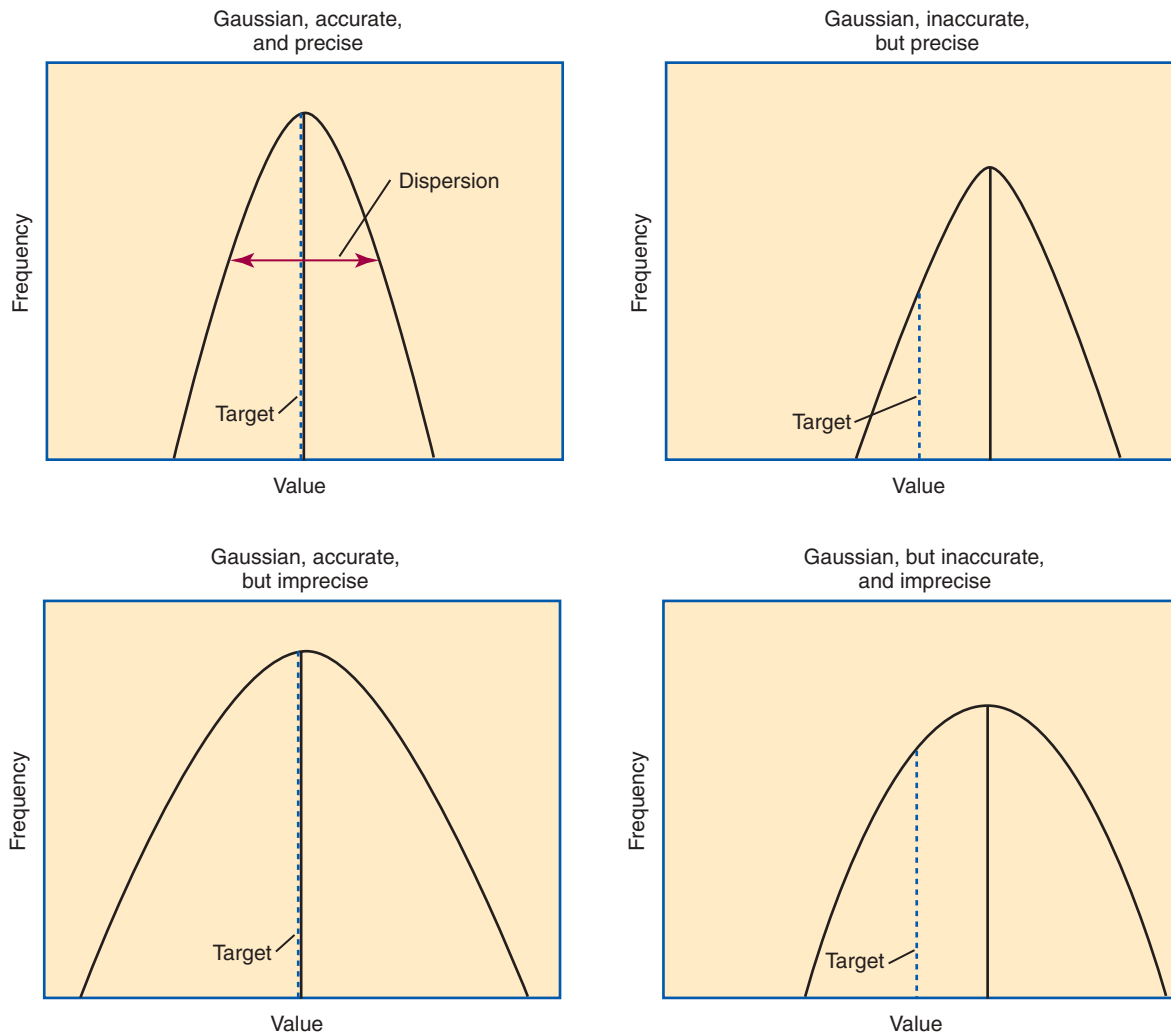 Gaussian, accurate,
and precise
Frequency
Dispersion
Target
Value
Gaussian, inaccurate,
but precise
Frequency
Target
Value
Gaussian, accurate,
but imprecise
Frequency
Target
Value
Gaussian, but inaccurate,
and imprecise
Frequency
Target
Value